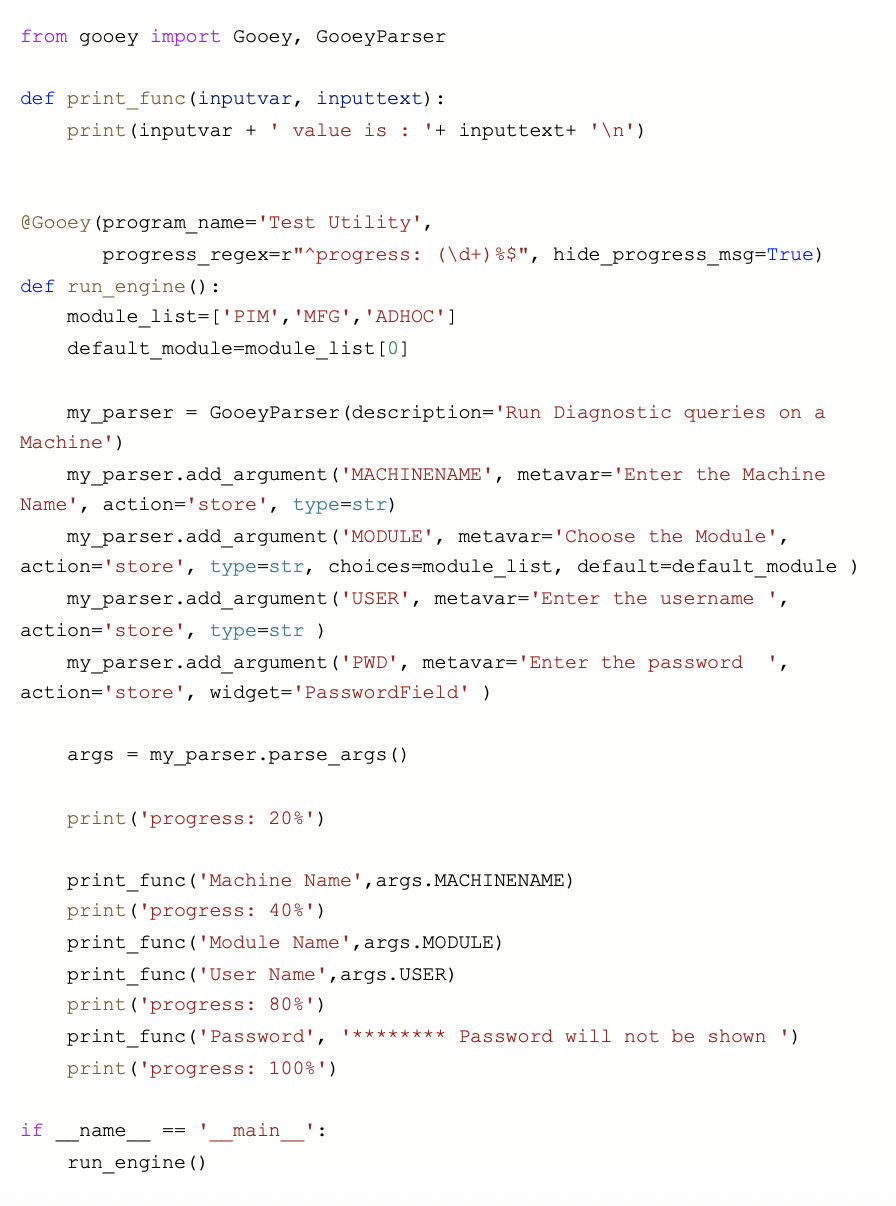 from gooey import Gooey, GooeyParser

def print_func(inputvar, inputtext):
    print(inputvar + ' value is : '+ inputtext+ '\n')


@Gooey(program_name='Test Utility',
       progress_regex=r"^progress: (\d+)%$", hide_progress_msg=True)
def run_engine():
    module_list=['PIM','MFG','ADHOC']
    default_module=module_list[0]

    my_parser = GooeyParser(description='Run Diagnostic queries on a
Machine')
    my_parser.add_argument('MACHINENAME', metavar='Enter the Machine
Name', action='store', type=str)
    my_parser.add_argument('MODULE', metavar='Choose the Module',
action='store', type=str, choices=module_list, default=default_module )
    my_parser.add_argument('USER', metavar='Enter the username ',
action='store', type=str )
    my_parser.add_argument('PWD', metavar='Enter the password  ',
action='store', widget='PasswordField' )

    args = my_parser.parse_args()

    print('progress: 20%')

    print_func('Machine Name',args.MACHINENAME)
    print('progress: 40%')
    print_func('Module Name',args.MODULE)
    print_func('User Name',args.USER)
    print('progress: 80%')
    print_func('Password', '******** Password will not be shown ')
    print('progress: 100%')

if __name__ == '__main__':
    run_engine()